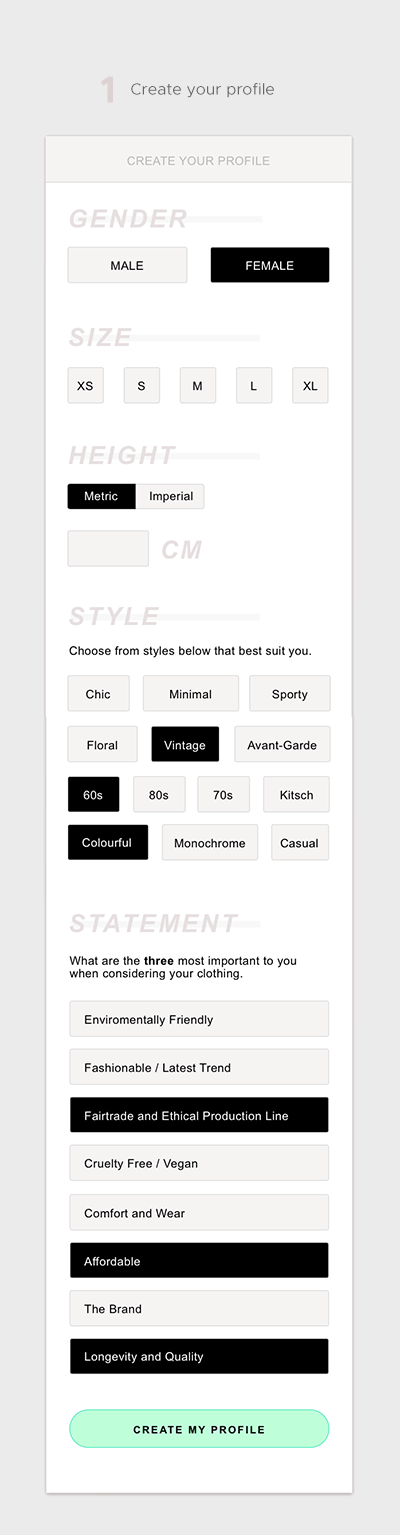 1 Create your profile
CREATE YOUR PROFILE
GENDER
MALE FEMALE
SIZE
XS S M L XL
HEIGHT
Metric Imperial
CM
STYLE
Choose from styles below that best suit you.
Chic Minimal Sporty
Floral Vintage Avant-Garde
60s 80s 70s Kitsch
Colourful Monochrome Casual
STATEMENT
What are the three most important to you
when considering your clothing.
Enviromentally Friendly
Fashionable / Latest Trend
Fairtrade and Ethical Production Line
Cruelty Free / Vegan
Comfort and Wear
Affordable
The Brand
Longevity and Quality
CREATE MY PROFILE